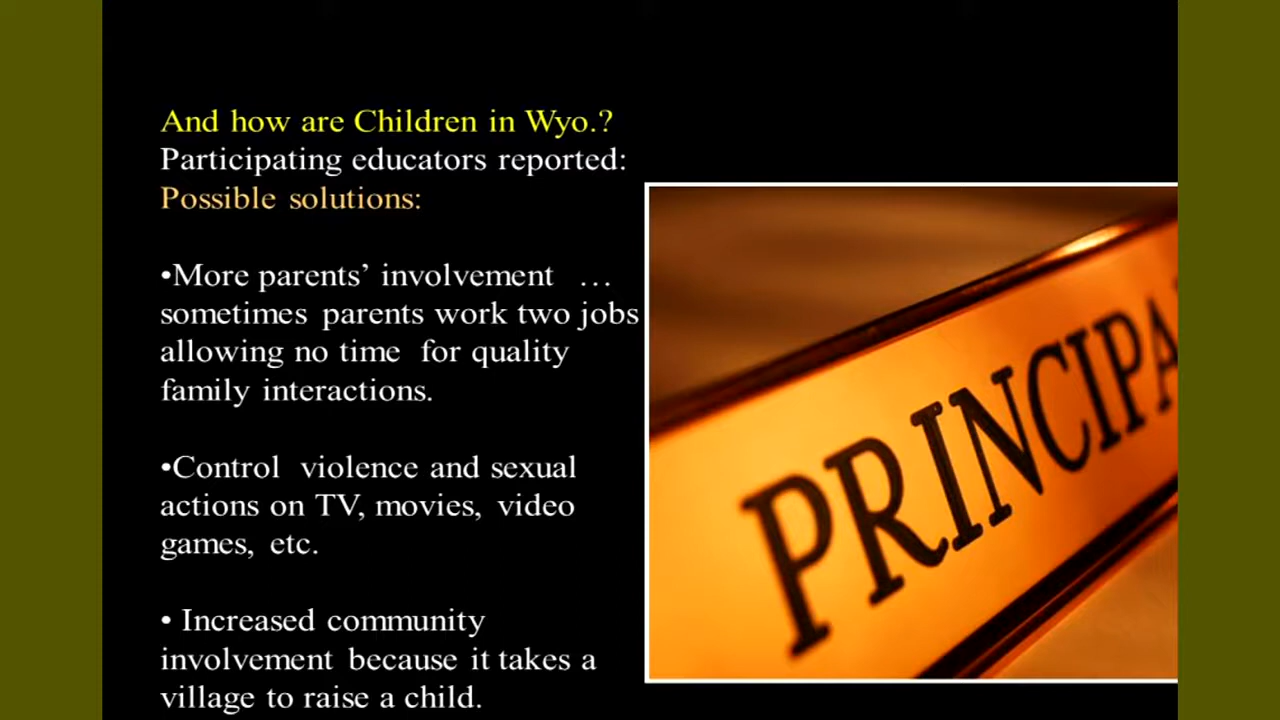 And how are Children in Wyo.?
Participating educators reported:
Possible solutions:
•More parents’ involvement …
sometimes parents work two jobs
allowing no time for quality
family interactions.
•Control violence and sexual
actions on TV, movies, video
games, etc.
• Increased community
involvement because it takes a
village to raise a child.
PRINCIPA